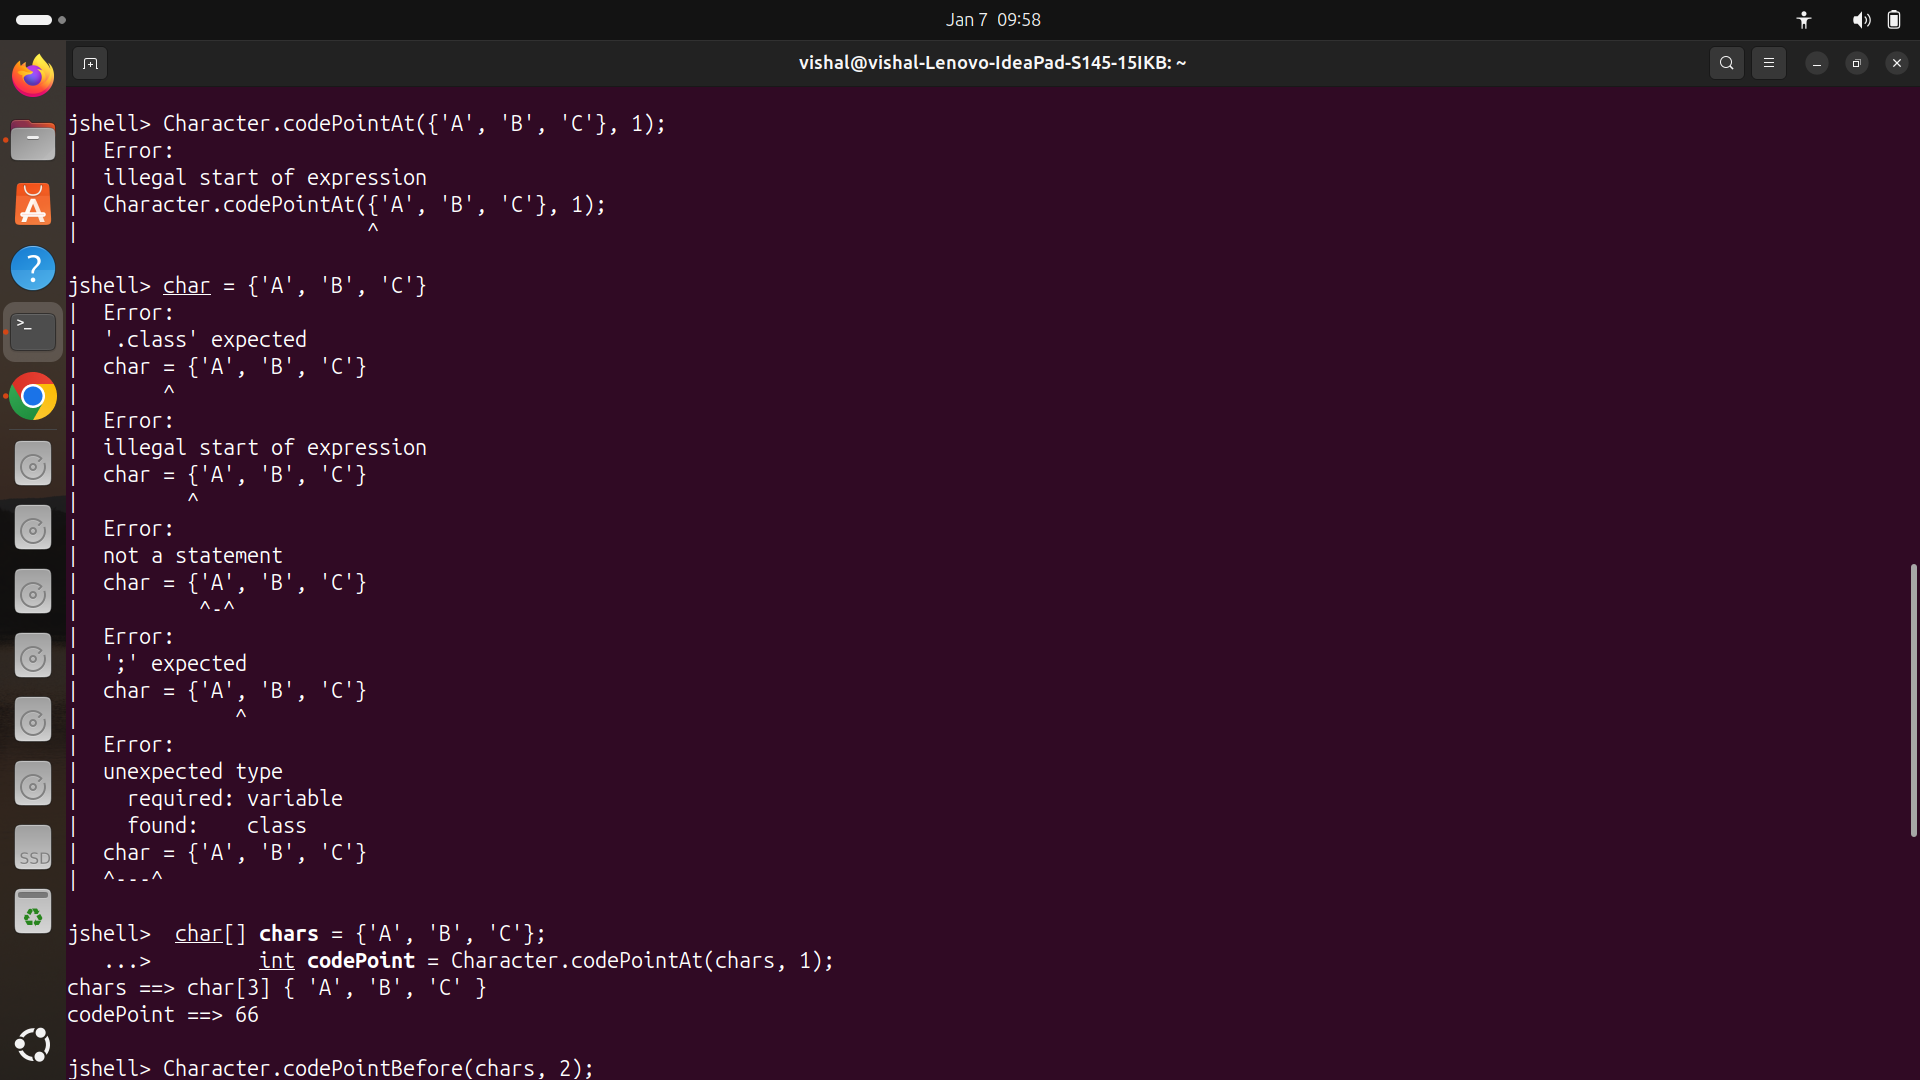 Jan 7 09:58
vishal@vishal-Lenovo-IdeaPad-S145-15IKB: ~
jshell> Character.codePointAt({'A', 'B', 'C'}, 1);
|  Error:
|  illegal start of expression
|  Character.codePointAt({'A', 'B', 'C'}, 1);
|                        ^
jshell> char = {'A', 'B', 'C'}
|  Error:
|  '.class' expected
|  char = {'A', 'B', 'C'}
|       ^
|  Error:
|  illegal start of expression
|  char = {'A', 'B', 'C'}
|         ^
|  Error:
|  not a statement
|  char = {'A', 'B', 'C'}
|          ^-^
|  Error:
|  ';' expected
|  char = {'A', 'B', 'C'}
|             ^
|  Error:
|  unexpected type
|    required: variable
|    found:    class
|  char = {'A', 'B', 'C'}
|  ^---^
jshell>  char[] chars = {'A', 'B', 'C'};
   ...>         int codePoint = Character.codePointAt(chars, 1);
chars ==> char[3] { 'A', 'B', 'C' }
codePoint ==> 66
jshell> Character.codePointBefore(chars, 2);
SSD